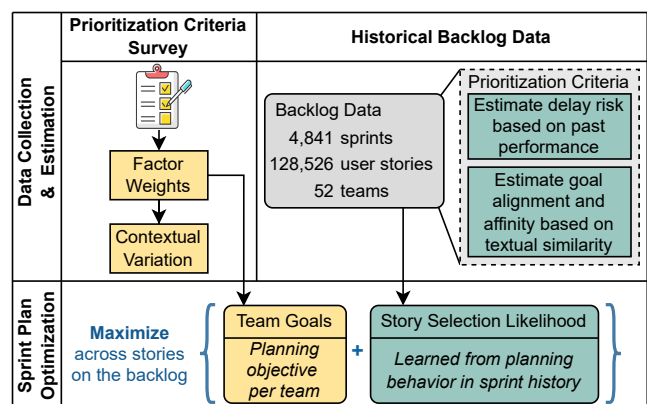 Prioritization Criteria
Survey
Historical Backlog Data
Data Collection
& Estimation
Factor
Weights
Contextual
Variation
Backlog Data
4,841 sprints
128,526 user stories
52 teams
Prioritization Criteria
Estimate delay risk
based on past
performance
Estimate goal
alignment and
affinity based on
textual similarity
Sprint Plan
Optimization
Maximize
across stories
on the backlog
Team Goals
Planning
objective
per team
+
Story Selection Likelihood
Learned from planning
behavior in sprint history